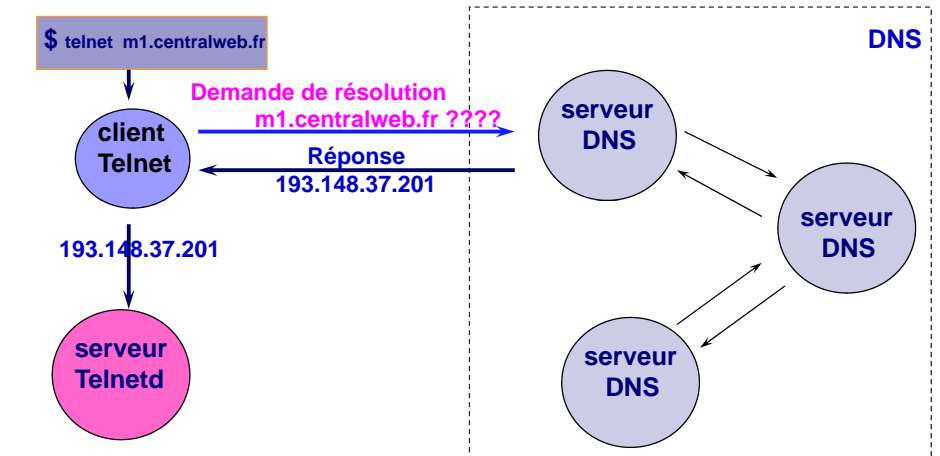 $ telnet m1.centralweb.fr
DNS
Demande de résolution
m1.centralweb.fr ????
client
Telnet
Réponse
193.148.37.201
serveur
DNS
serveur
DNS
193.148.37.201
serveur
Telnetd
serveur
DNS